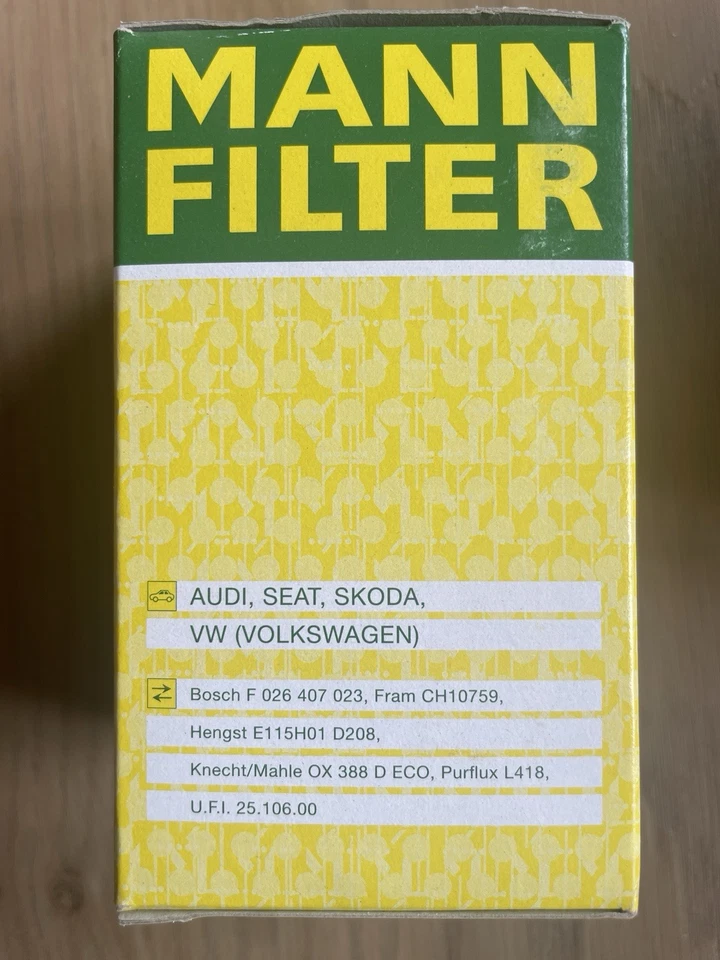 MANN
FILTER
AUDI, SEAT, SKODA,
VW (VOLKSWAGEN)
Bosch F 026 407 023, Fram CH10759,
Hengst E115H01 D208,
Knecht/Mahle OX 388 D ECO, Purflux L418,
U.F.I. 25.106.00